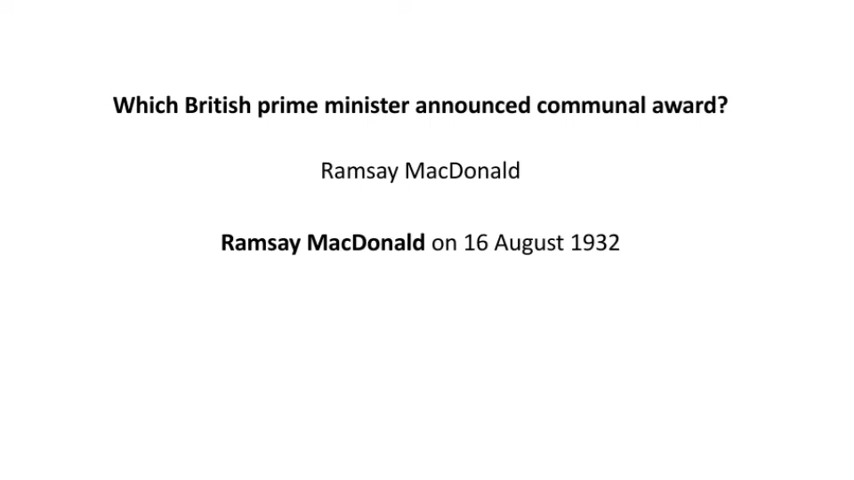 Which British prime minister announced communal award?
Ramsay MacDonald
Ramsay MacDonald on 16 August 1932